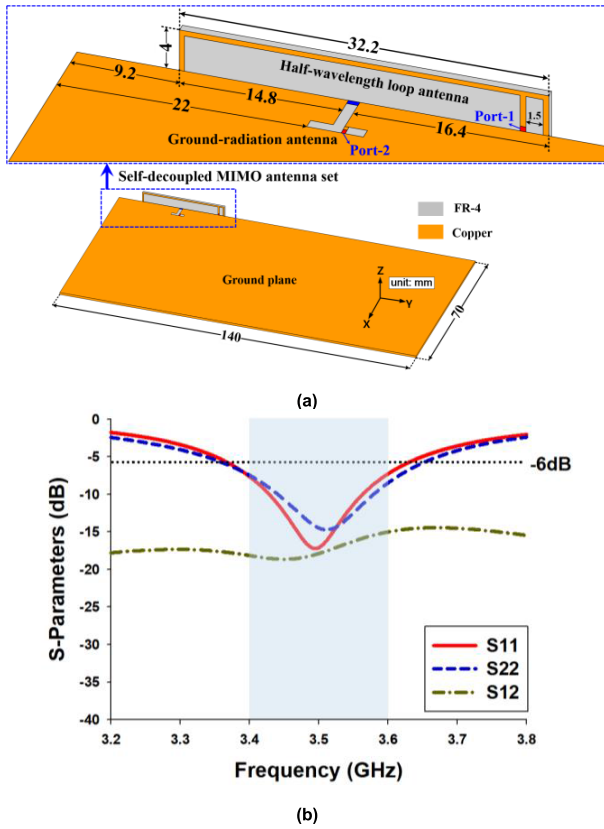 32.2
4
Half-wavelength loop antenna
9.2
14.8
1.5
Port-1
22
16.4
Ground-radiation antenna
Port-2
Self-decoupled MIMO antenna set
FR-4
Copper
Ground plane
Z
unit: mm
Y
X
70
140
(a)
0
-5
-6dB
-10
-15
-20
-25
-30
-35
-40
S-Parameters (dB)
S11
S22
S12
3.2 3.3 3.4 3.5 3.6 3.7 3.8
Frequency (GHz)
(b)